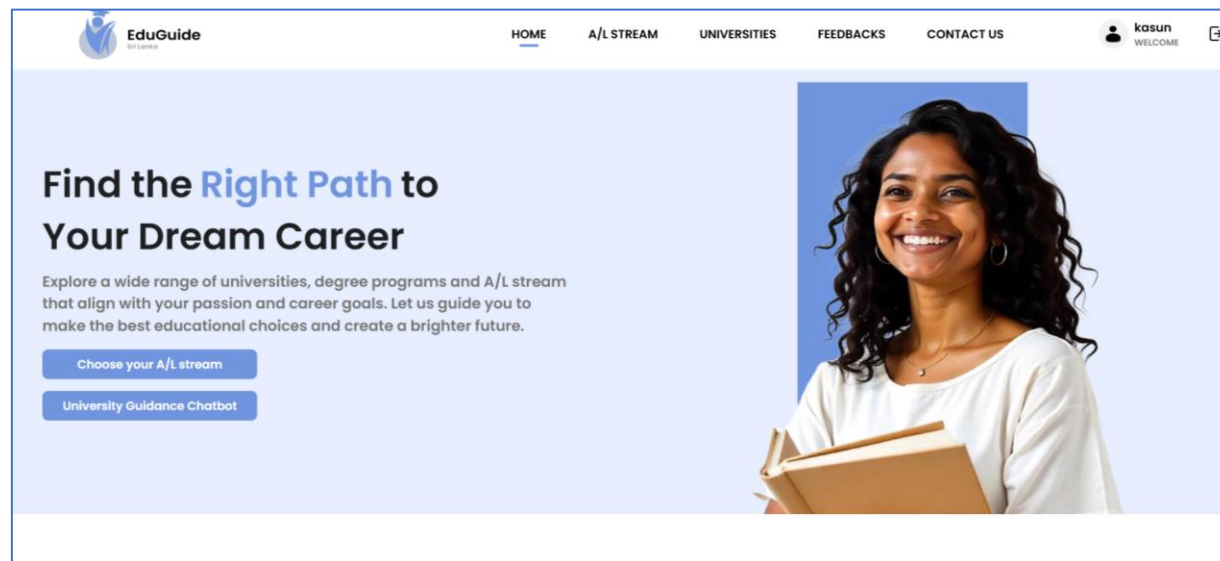 EduGuide
Sri Lanka
HOME
A/L STREAM
UNIVERSITIES
FEEDBACKS
CONTACT US
kasun
WELCOME
Find the Right Path to
Your Dream Career
Explore a wide range of universities, degree programs and A/L stream
that align with your passion and career goals. Let us guide you to
make the best educational choices and create a brighter future.
Choose your A/L stream
University Guidance Chatbot